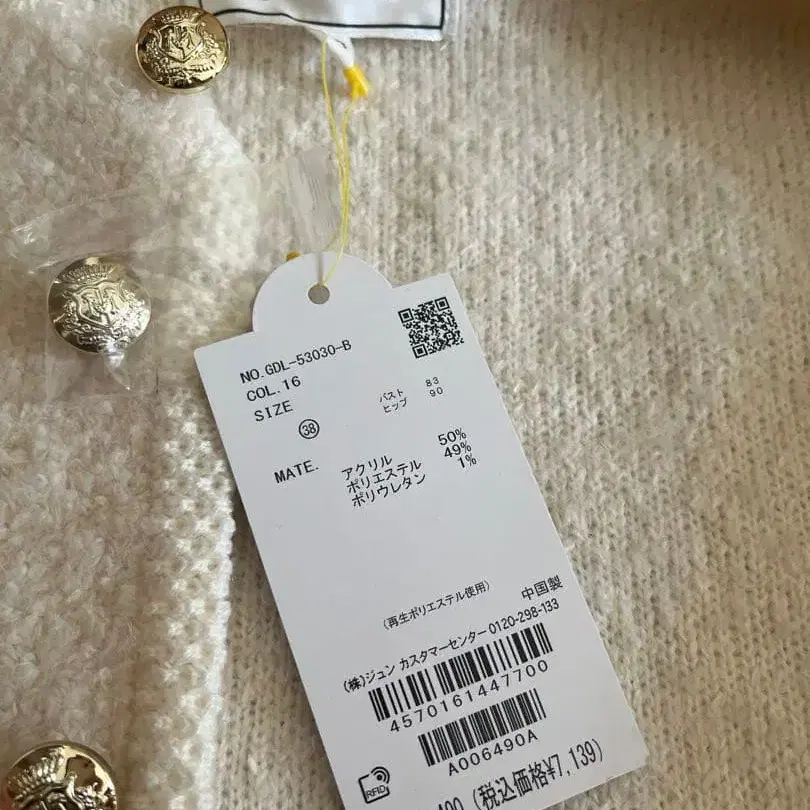 NO.GDL-53030-B
COL.16
SIZE
㊳
バスト 83
ヒップ 90
MATE.
アクリル 50%
ポリエステル 49%
ポリウレタン 1%
(再生ポリエステル使用)
中国製
(株)ジュン カスタマーセンター 0120-298-133
4570161447700
A006490A
RFID
(税込価格¥7,139)